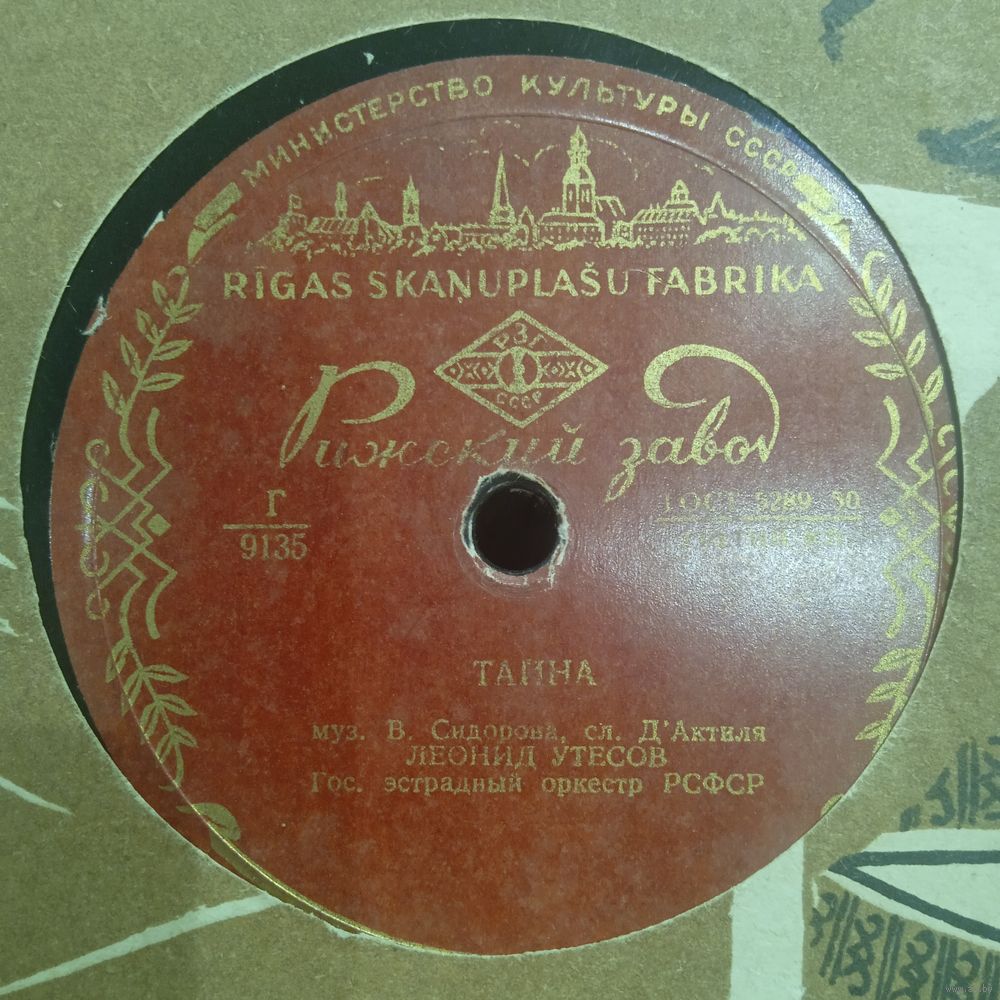 МИНИСТЕРСТВО КУЛЬТУРЫ СССР
RĪGAS SKAŅUPLAŠU FABRIKA
РЗГ
СССР
Рижский завод
Г
9135
ГОСТ 5289 50
ТАЙНА
муз. В. Сидорова, сл. Д'Актиля
ЛЕОНИД УТЕСОВ
Гос. эстрадный оркестр РСФСР